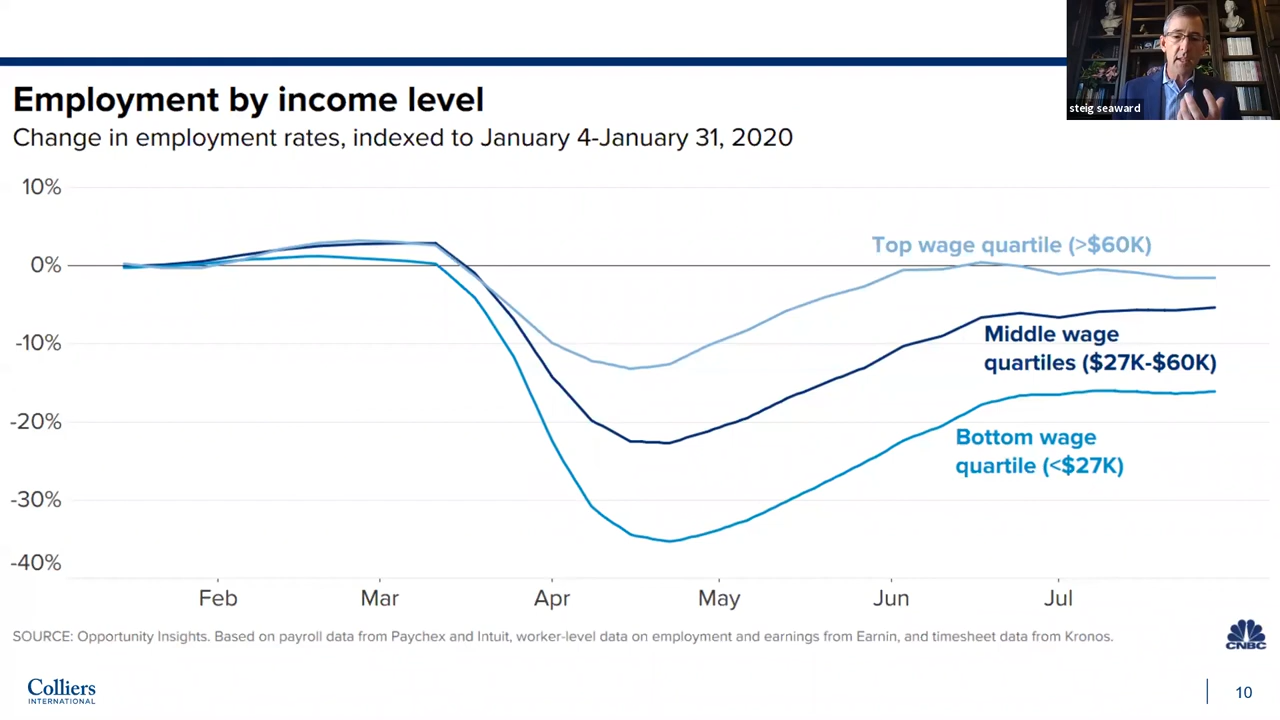 steig seaward
Employment by income level
Change in employment rates, indexed to January 4-January 31, 2020
10%
0%
-10%
-20%
-30%
-40%
Top wage quartile (>$60K)
Middle wage
quartiles ($27K-$60K)
Bottom wage
quartile (<$27K)
Feb Mar Apr May Jun Jul
SOURCE: Opportunity Insights. Based on payroll data from Paychex and Intuit, worker-level data on employment and earnings from Earnin, and timesheet data from Kronos.
CNBC
Colliers
INTERNATIONAL
10